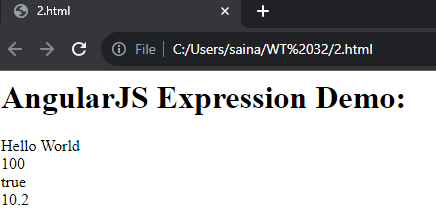 2.html
File C:/Users/saina/WT%2032/2.html
AngularJS Expression Demo:
Hello World
100
true
10.2